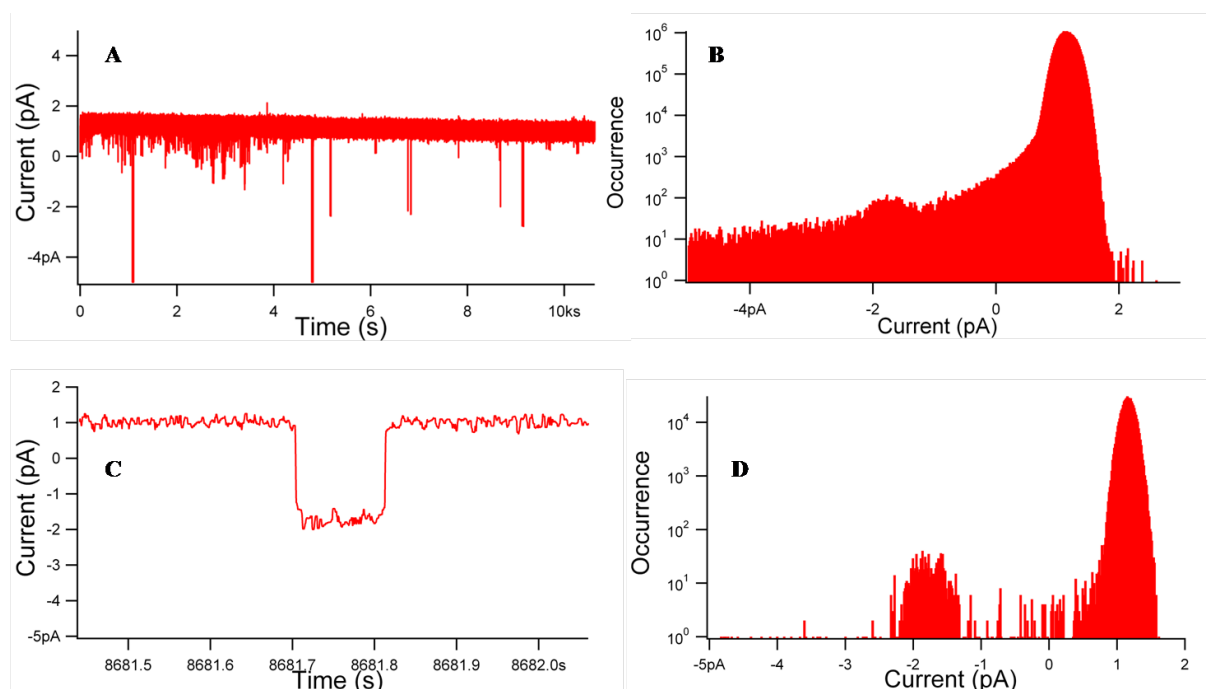 A
4
2
0
-2
-4pA
Current (pA)
0
2
4
6
8
10ks
Time (s)
B
10^6
10^5
10^4
10^3
10^2
10^1
10^0
Occurrence
-4pA
-2
0
2
Current (pA)
C
2
1
0
-1
-2
-3
-4
-5pA
Current (pA)
8681.5
8681.6
8681.7
8681.8
8681.9
8682.0s
Time (s)
D
10^4
10^3
10^2
10^1
10^0
Occurrence
-5pA
-4
-3
-2
-1
0
1
2
Current (pA)